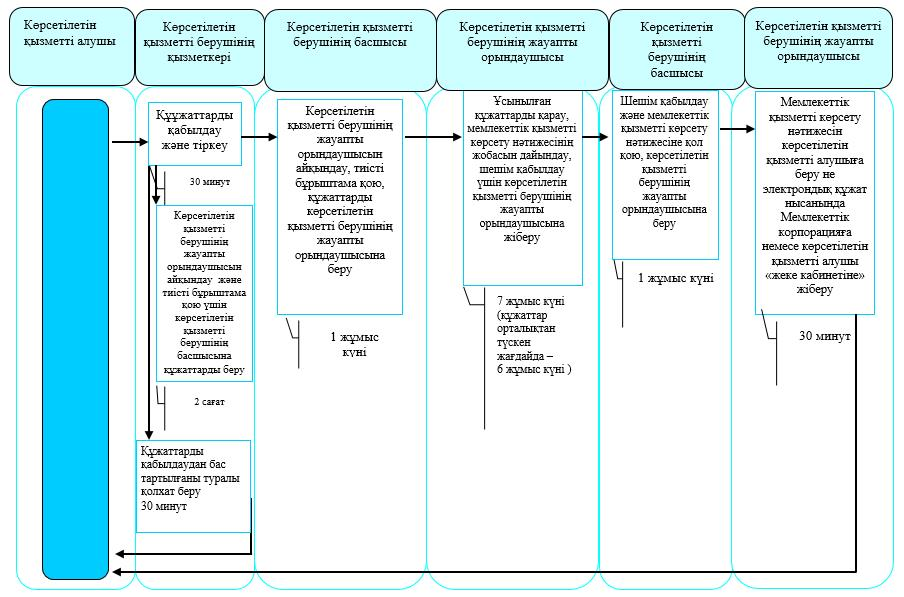 Көрсетілетін
қызметті алушы
Көрсетілетін
қызметті берушінің
қызметкері
Көрсетілетін қызметті
берушінің басшысы
Көрсетілетін қызметті
берушінің жауапты
орындаушысы
Көрсетілетін
қызметті
берушінің
басшысы
Көрсетілетін қызметті
берушінің жауапты
орындаушысы
Құұжаттарды
қабылдау
және тіркеу
30 минут
Көрсетілетін
қызметті
берушінің
жауапты
орындаушысын
айқындау және
тиісті бұрыштама
қою үшін
көрсетілетін
қызметті
берушінің
басшысына
құжаттарды беру
2 сағат
Құжаттарды
қабылдаудан бас
тартылғаны туралы
қолхат беру
30 минут
Көрсетілетін
қызметті берушінің
жауапты
орындаушысын
айқындау, тиісті
бұрыштама қою,
құжаттарды
көрсетілетін
қызметті берушінің
жауапты
орындаушысына
беру
1 жұмыс
күні
Ұсынылған
құжаттарды қарау,
мемлекеттік қызметті
көрсету нәтижесінің
жобасын дайындау,
шешім қабылдау
үшін көрсетілетін
қызметті берушінің
жауапты
орындаушысына
жіберу
7 жұмыс күні
(құжаттар
орталықтан
түскен
жағдайда –
6 жұмыс күні )
Шешім қабылдау
және мемлекеттік
қызметті көрсету
нәтижесіне қол
қою, көрсетілетін
қызметті
берушінің
жауапты
орындаушысына
беру
1 жұмыс күні
Мемлекеттік
қызметті көрсету
нәтижесін
көрсетілетін
қызметті алушыға
беру не
электрондық құжат
нысанында
Мемлекеттік
корпорацияға
немесе көрсетілетін
қызметті алушы
«жеке кабинетіне»
жіберу
30 минут